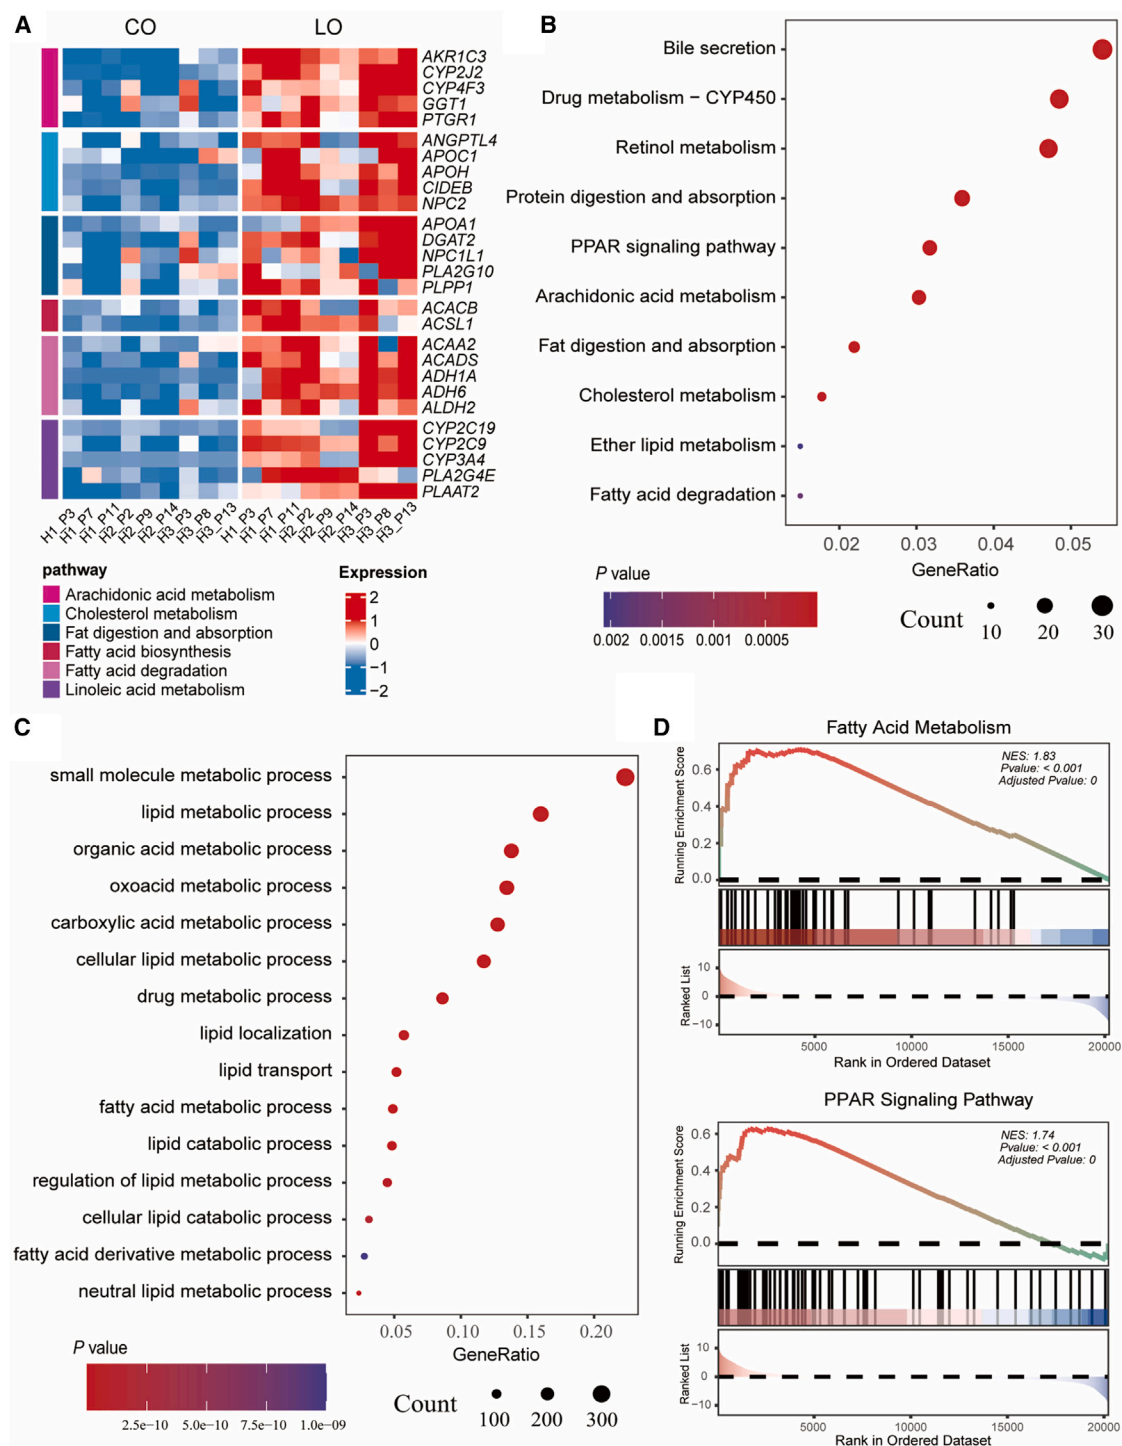 A
CO
LO
AKR1C3
CYP2J2
CYP4F3
GGT1
PTGR1
ANGPTL4
APOC1
APOH
CIDEB
NPC2
APOA1
DGAT2
NPC1L1
PLA2G10
PLPP1
ACACB
ACSL1
ACAA2
ACADS
ADH1A
ADH6
ALDH2
CYP2C19
CYP2C9
CYP3A4
PLA2G4E
PLAAT2
H1_P3
H1_P7
H1_P11
H2_P2
H2_P9
H2_P14
H3_P3
H3_P8
H3_P13
H1_P3
H1_P7
H1_P11
H2_P2
H2_P9
H2_P14
H3_P3
H3_P8
H3_P13
pathway
Arachidonic acid metabolism
Cholesterol metabolism
Fat digestion and absorption
Fatty acid biosynthesis
Fatty acid degradation
Linoleic acid metabolism
Expression
2
1
0
−1
−2
B
Bile secretion
Drug metabolism − CYP450
Retinol metabolism
Protein digestion and absorption
PPAR signaling pathway
Arachidonic acid metabolism
Fat digestion and absorption
Cholesterol metabolism
Ether lipid metabolism
Fatty acid degradation
0.02 0.03 0.04 0.05
GeneRatio
P value
0.002 0.0015 0.001 0.0005
Count
10 20 30
C
small molecule metabolic process
lipid metabolic process
organic acid metabolic process
oxoacid metabolic process
carboxylic acid metabolic process
cellular lipid metabolic process
drug metabolic process
lipid localization
lipid transport
fatty acid metabolic process
lipid catabolic process
regulation of lipid metabolic process
cellular lipid catabolic process
fatty acid derivative metabolic process
neutral lipid metabolic process
0.05 0.10 0.15 0.20
GeneRatio
P value
2.5e−10 5.0e−10 7.5e−10 1.0e−09
Count
100 200 300
D
Fatty Acid Metabolism
NES: 1.83
Pvalue: < 0.001
Adjusted Pvalue: 0
Running Enrichment Score
0.6
0.4
0.2
0.0
Ranked List
10
0
−10
5000 10000 15000 20000
Rank in Ordered Dataset
PPAR Signaling Pathway
NES: 1.74
Pvalue: < 0.001
Adjusted Pvalue: 0
Running Enrichment Score
0.6
0.4
0.2
0.0
Ranked List
10
0
−10
5000 10000 15000 20000
Rank in Ordered Dataset